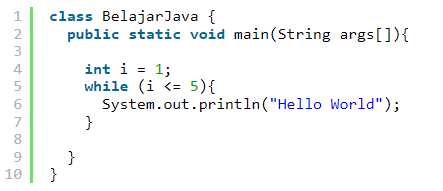 1 class BelajarJava {
2 public static void main(String args[]){
3
4 int i = 1;
5 while (i <= 5){
6 System.out.println("Hello World");
7 }
8
9 }
10 }